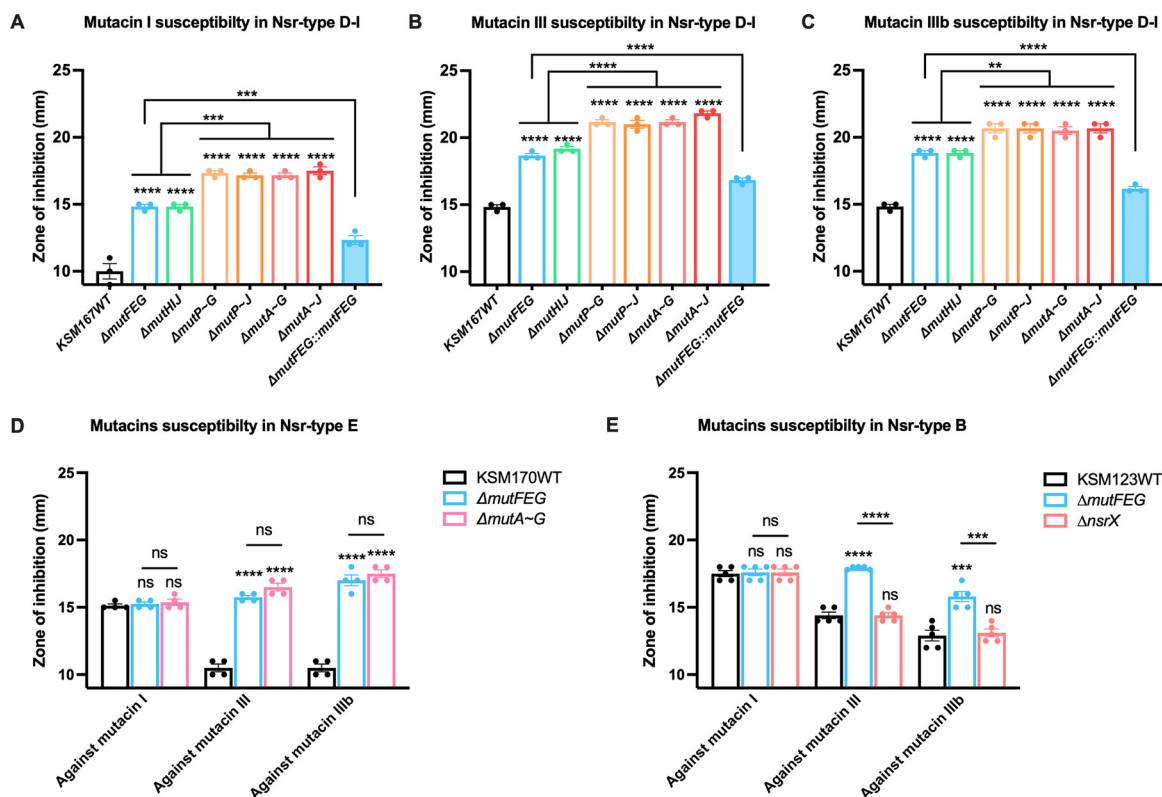 A
Mutacin I susceptibilty in Nsr-type D-I
Zone of inhibition (mm)
25
20
15
10
***
***
**** ****
**** **** **** ****
KSM167WT
ΔmutFEG
ΔmutHIJ
ΔmutP~G
ΔmutP~J
ΔmutA~G
ΔmutA~J
ΔmutFEG::mutFEG
B
Mutacin III susceptibilty in Nsr-type D-I
Zone of inhibition (mm)
25
20
15
10
****
****
**** ****
**** **** **** ****
KSM167WT
ΔmutFEG
ΔmutHIJ
ΔmutP~G
ΔmutP~J
ΔmutA~G
ΔmutA~J
ΔmutFEG::mutFEG
C
Mutacin IIIb susceptibilty in Nsr-type D-I
Zone of inhibition (mm)
25
20
15
10
****
**
**** ****
**** **** **** ****
KSM167WT
ΔmutFEG
ΔmutHIJ
ΔmutP~G
ΔmutP~J
ΔmutA~G
ΔmutA~J
ΔmutFEG::mutFEG
D
Mutacins susceptibilty in Nsr-type E
Zone of inhibition (mm)
25
20
15
10
ns
ns ns
ns
**** ****
ns
**** ****
Against mutacin I
Against mutacin III
Against mutacin IIIb
KSM170WT
ΔmutFEG
ΔmutA~G
E
Mutacins susceptibilty in Nsr-type B
Zone of inhibition (mm)
25
20
15
10
ns
ns ns
****
****
ns
***
***
ns
Against mutacin I
Against mutacin III
Against mutacin IIIb
KSM123WT
ΔmutFEG
ΔnsrX